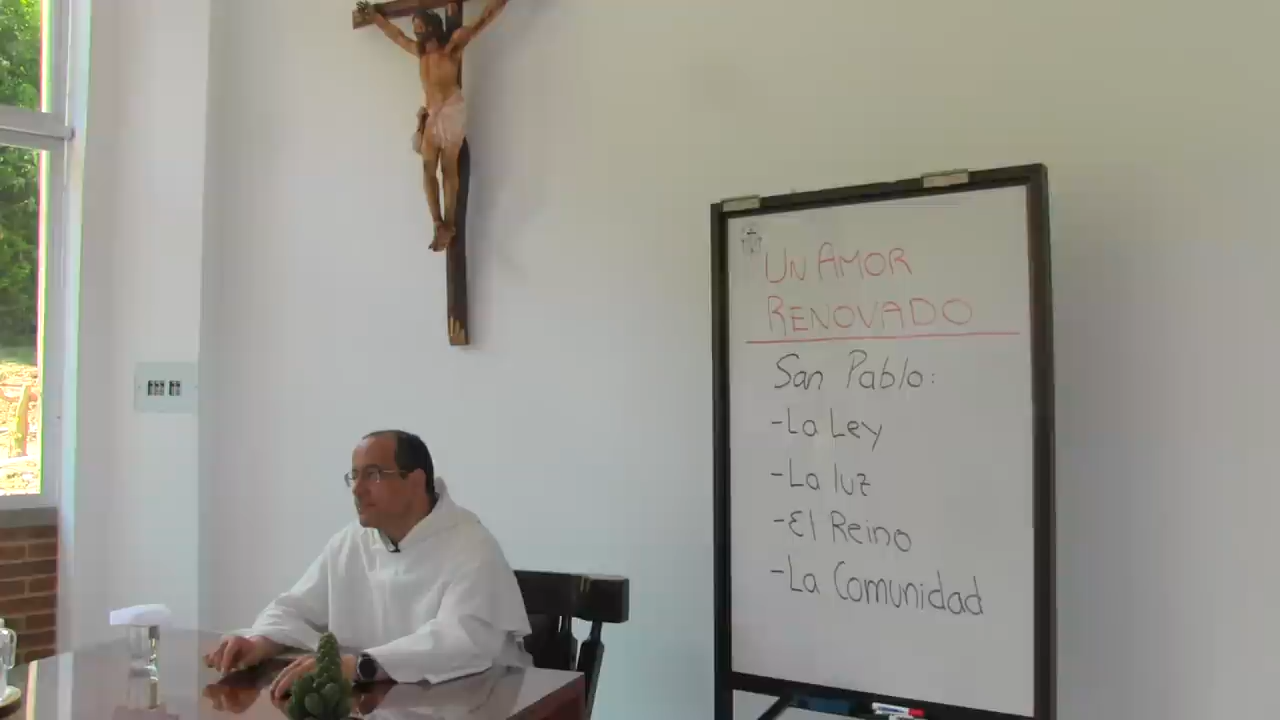 UN AMOR
RENOVADO
San Pablo:
-La Ley
-La luz
-El Reino
-La Comunidad